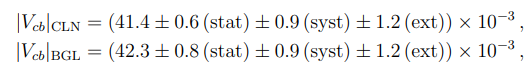 |V_cb|_CLN = (41.4 ± 0.6 (stat) ± 0.9 (syst) ± 1.2 (ext)) × 10^−3 ,
|V_cb|_BGL = (42.3 ± 0.8 (stat) ± 0.9 (syst) ± 1.2 (ext)) × 10^−3 ,